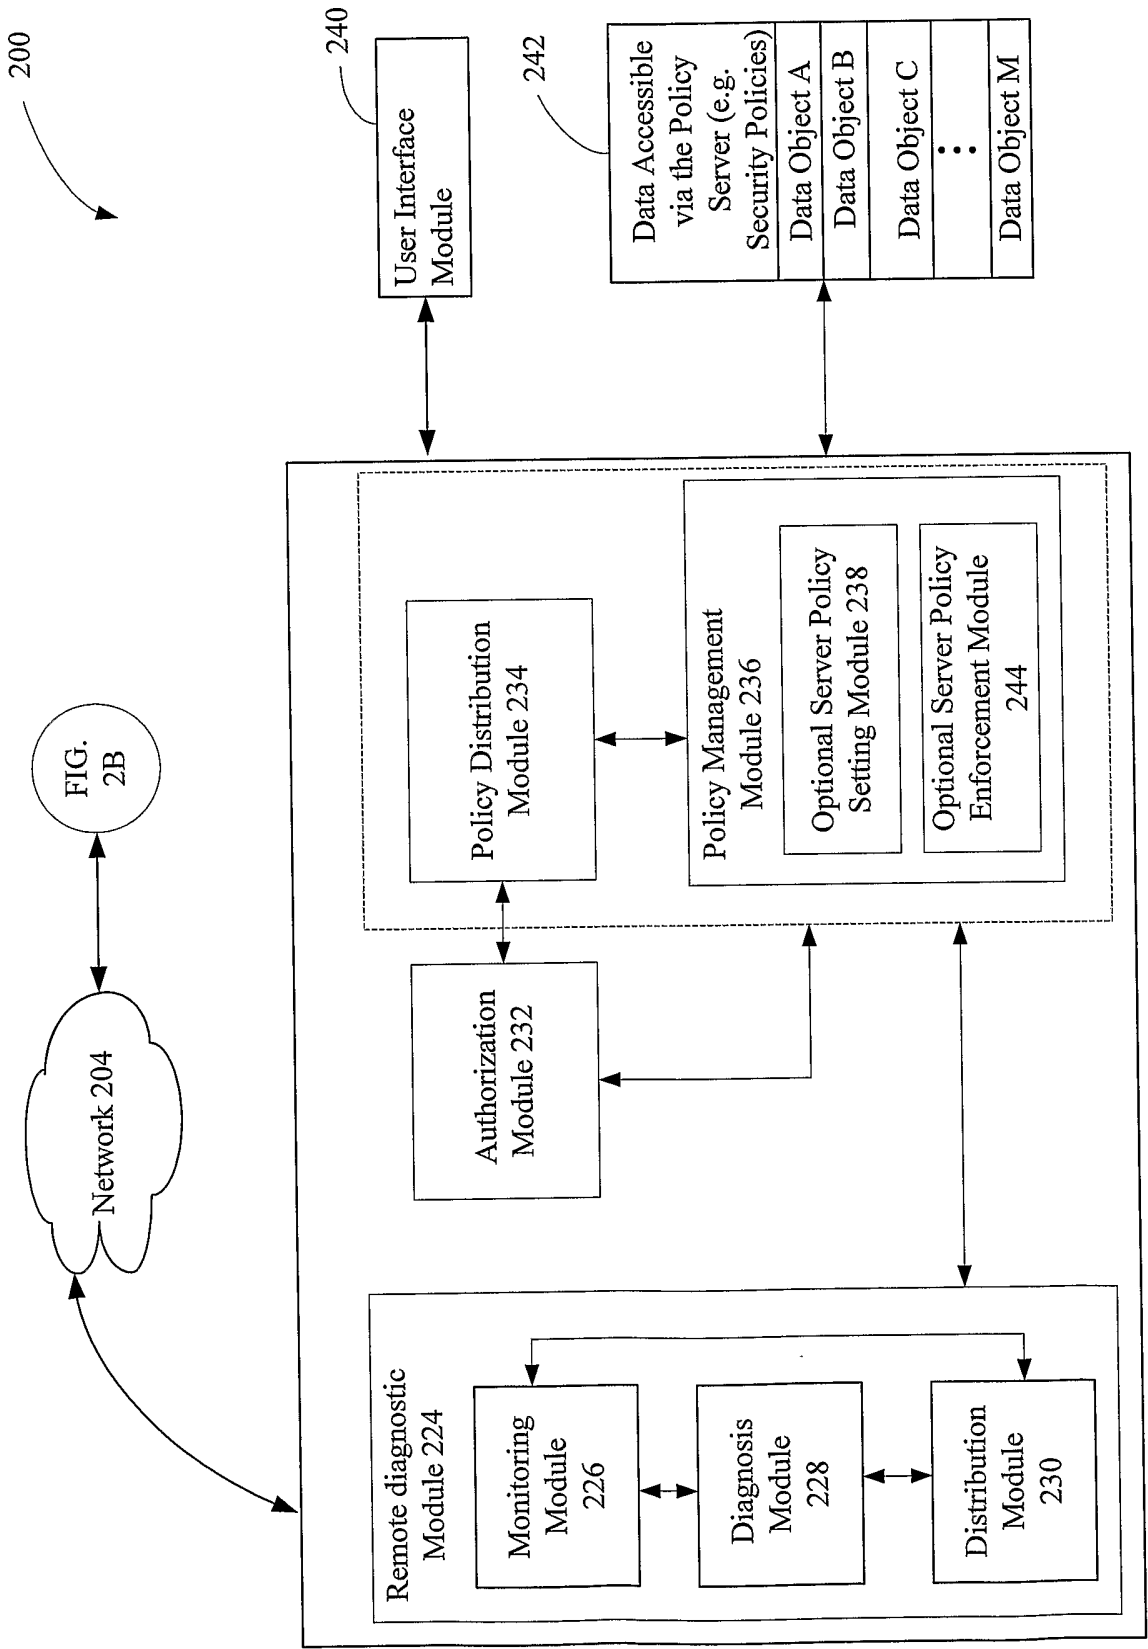 200
Network 204
FIG.
2B
Remote diagnostic
Module 224
Monitoring
Module
226
Diagnosis
Module
228
Distribution
Module
230
Authorization
Module 232
Policy Distribution
Module 234
Policy Management
Module 236
Optional Server Policy
Setting Module 238
Optional Server Policy
Enforcement Module
244
User Interface
Module
240
242
Data Accessible
via the Policy
Server (e.g.
Security Policies)
Data Object A
Data Object B
Data Object C
⋮
Data Object M